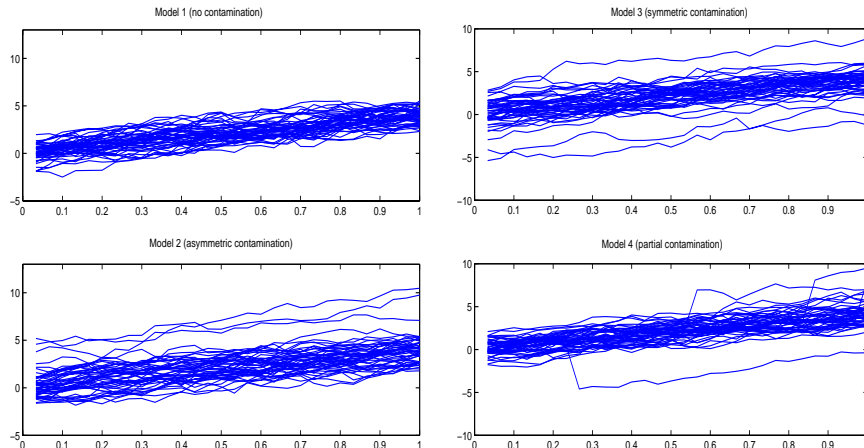 Model 1 (no contamination)
10
5
0
−5
0 0.1 0.2 0.3 0.4 0.5 0.6 0.7 0.8 0.9 1
Model 3 (symmetric contamination)
10
5
0
−5
−10
0 0.1 0.2 0.3 0.4 0.5 0.6 0.7 0.8 0.9
Model 2 (asymmetric contamination)
10
5
0
−5
0 0.1 0.2 0.3 0.4 0.5 0.6 0.7 0.8 0.9 1
Model 4 (partial contamination)
10
5
0
−5
−10
0 0.1 0.2 0.3 0.4 0.5 0.6 0.7 0.8 0.9